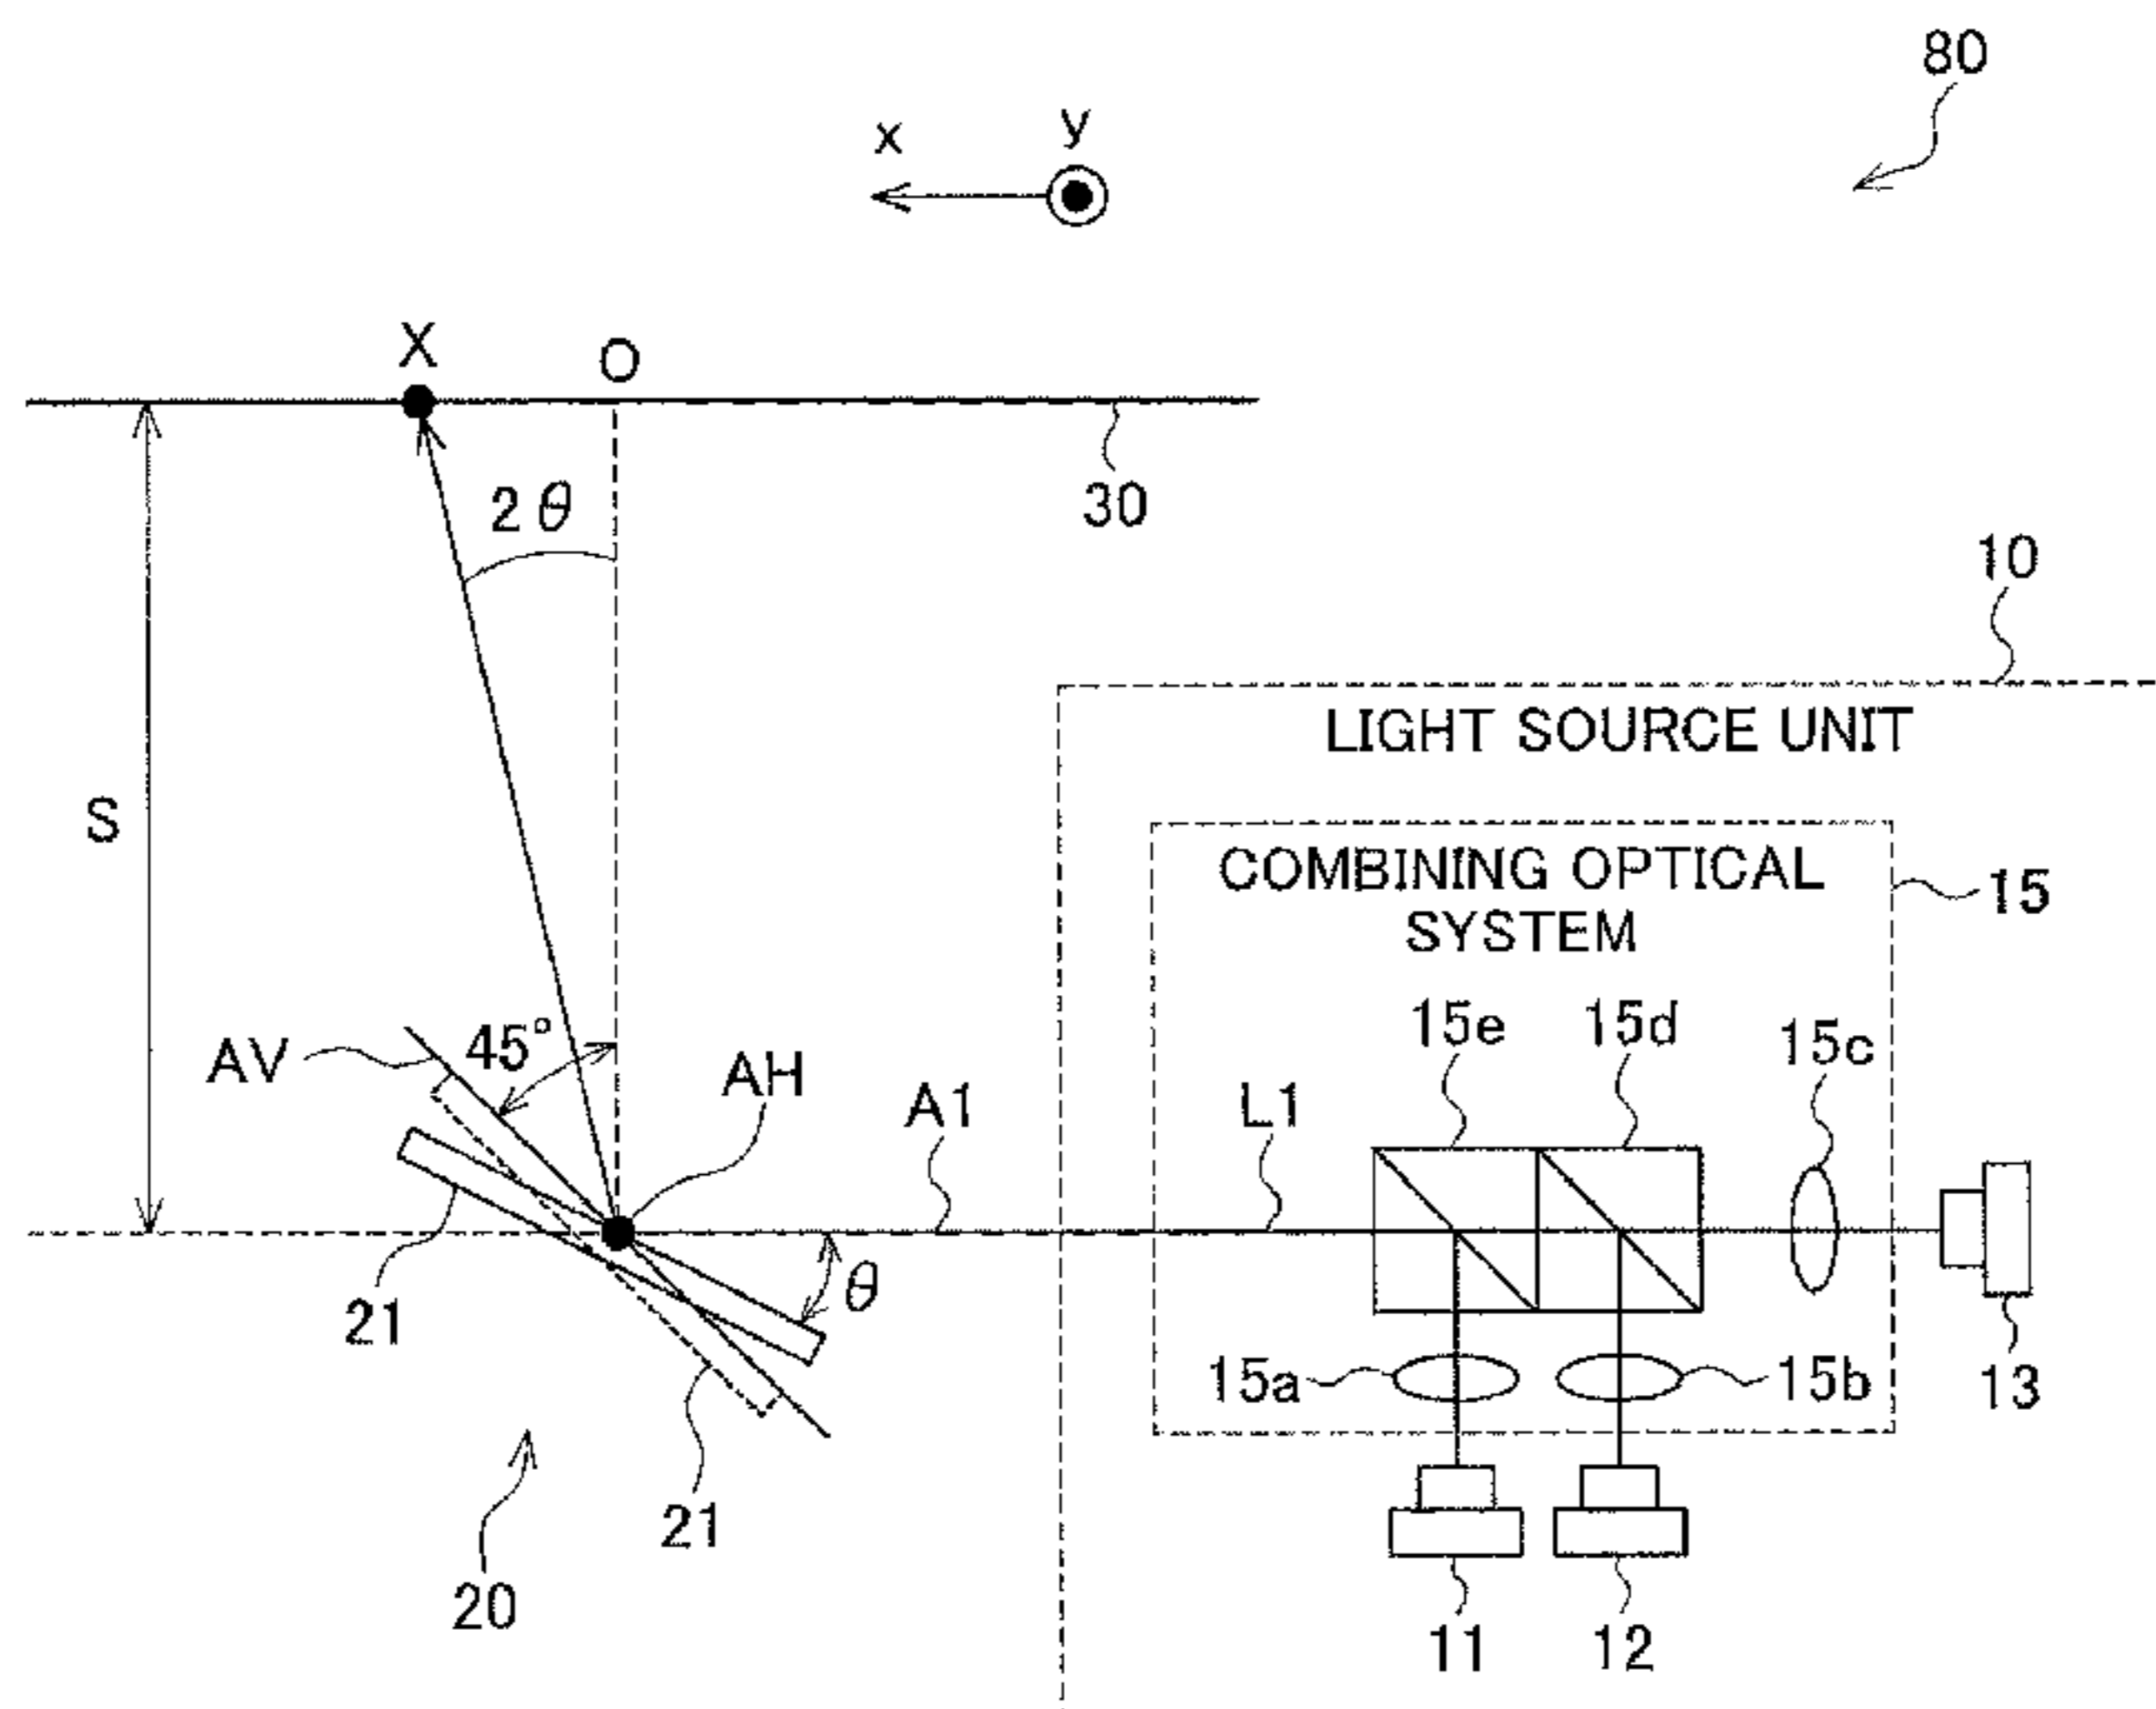 80
x
y
X
O
2θ
30
10
LIGHT SOURCE UNIT
S
COMBINING OPTICAL
SYSTEM
15
15e
15d
15c
AV
45°
AH
A1
L1
θ
21
15a
15b
13
21
20
11
12